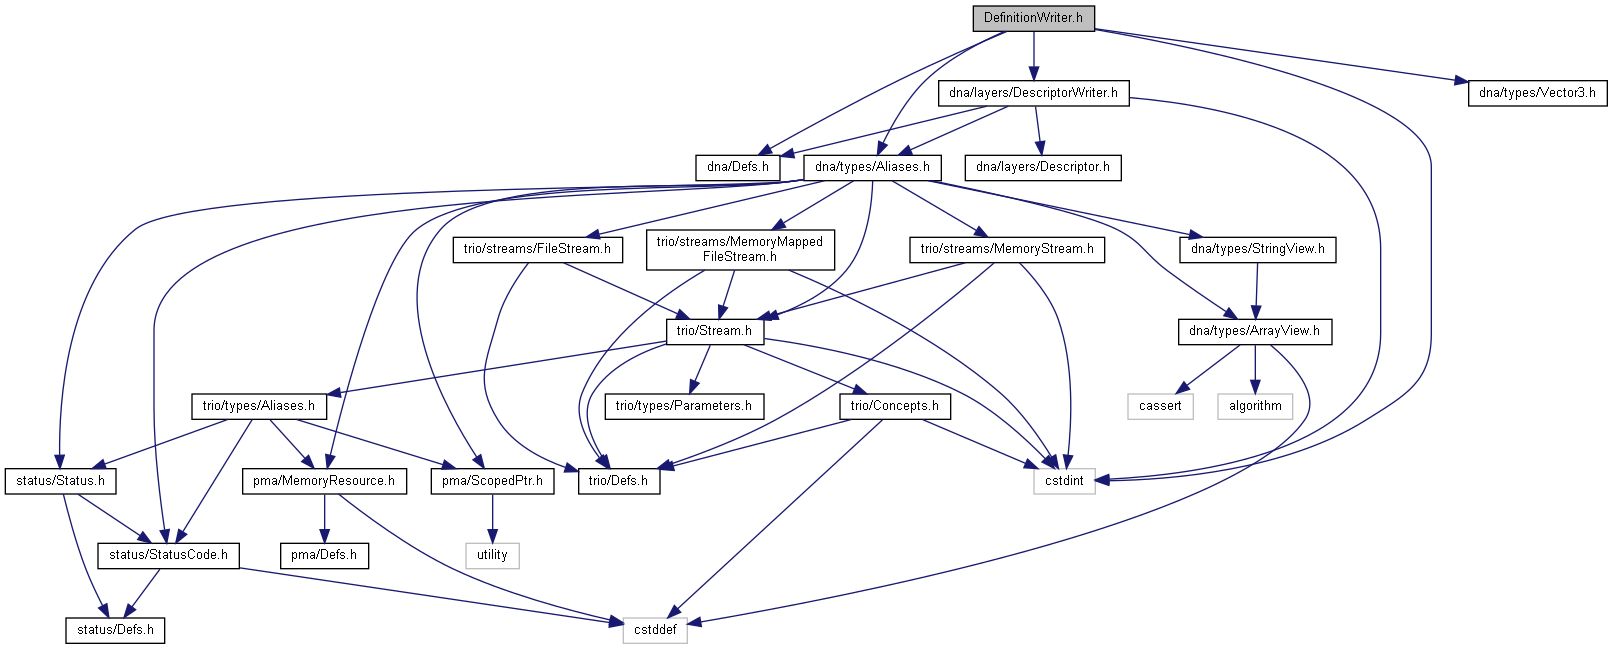 DefinitionWriter.h
dna/layers/DescriptorWriter.h
dna/types/Vector3.h
dna/Defs.h
dna/types/Aliases.h
dna/layers/Descriptor.h
trio/streams/FileStream.h
trio/streams/MemoryMapped
FileStream.h
trio/streams/MemoryStream.h
dna/types/StringView.h
trio/Stream.h
dna/types/ArrayView.h
trio/types/Aliases.h
trio/types/Parameters.h
trio/Concepts.h
cassert
algorithm
status/Status.h
pma/MemoryResource.h
pma/ScopedPtr.h
trio/Defs.h
cstdint
status/StatusCode.h
pma/Defs.h
utility
status/Defs.h
cstddef